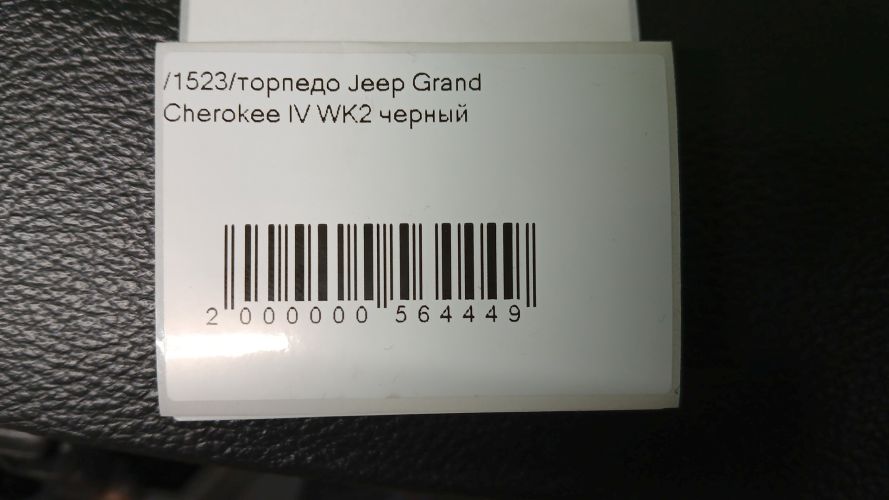 /1523/торпедо Jeep Grand
Cherokee IV WK2 черный
2 000000 564449